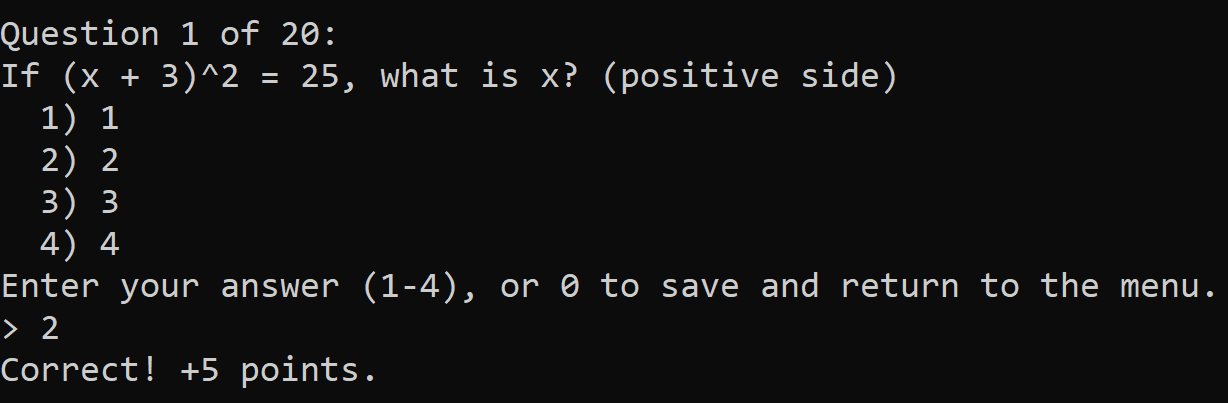 Question 1 of 20:
If (x + 3)^2 = 25, what is x? (positive side)
  1) 1
  2) 2
  3) 3
  4) 4
Enter your answer (1-4), or 0 to save and return to the menu.
> 2
Correct! +5 points.